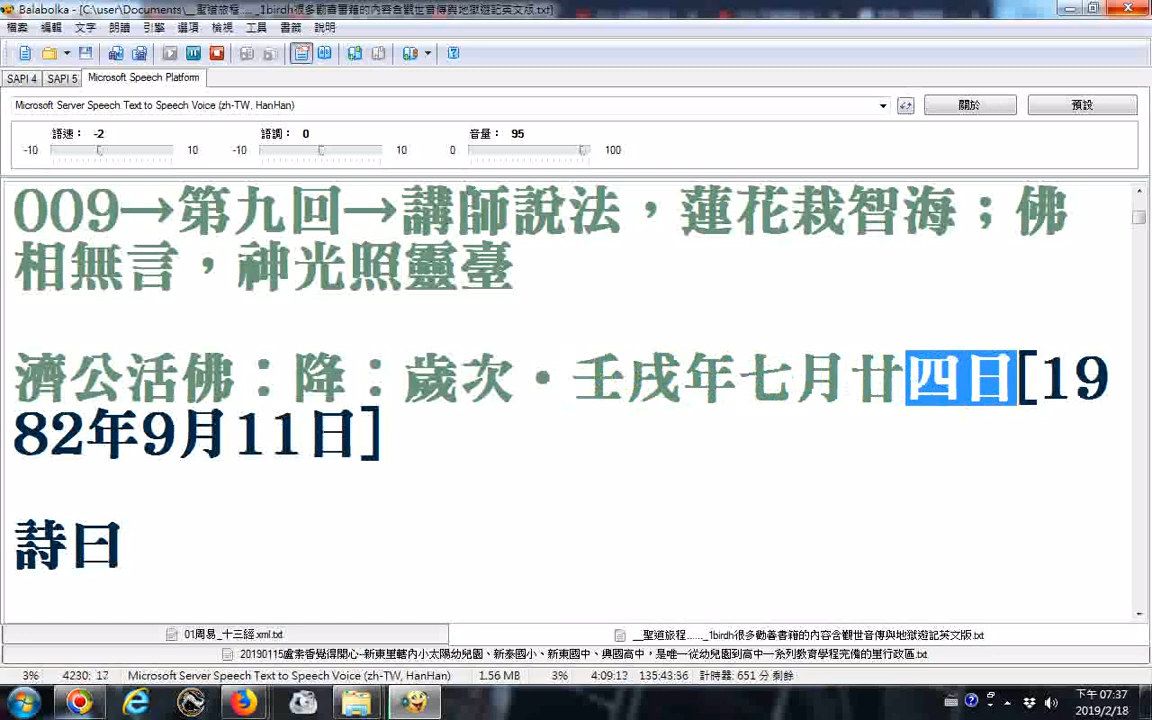 Balabolka - [C:\user\Documents\__聖道旅程......_1birdh很多勸善書籍的內容含觀世音傳與地獄遊記英文版.txt]
檔案 編輯 文字 朗讀 引擎 選項 檢視 工具 書籤 說明
SAPI 4 SAPI 5 Microsoft Speech Platform
Microsoft Server Speech Text to Speech Voice (zh-TW, HanHan) 關於 預設
語速： -2 語調： 0 音量： 95
-10 10 -10 10 0 100
009→第九回→講師說法，蓮花栽智海；佛
相無言，神光照靈臺
濟公活佛：降：歲次・壬戌年七月廿四日[19
82年9月11日]
詩曰
01周易_十三經.xml.txt __聖道旅程......_1birdh很多勸善書籍的內容含觀世音傳與地獄遊記英文版.txt
20190115盧素香覺得開心-新東里轄內小太陽幼兒園、新泰國小、新東國中、興國高中，是唯一從幼兒園到高中一系列教育學程完備的里行政區.txt
3% 4230: 17 Microsoft Server Speech Text to Speech Voice (zh-TW, HanHan) 1.56 MB 3% 4:09:13 135:43:36 計時器: 651 分 剩餘
下午 07:37
2019/2/18